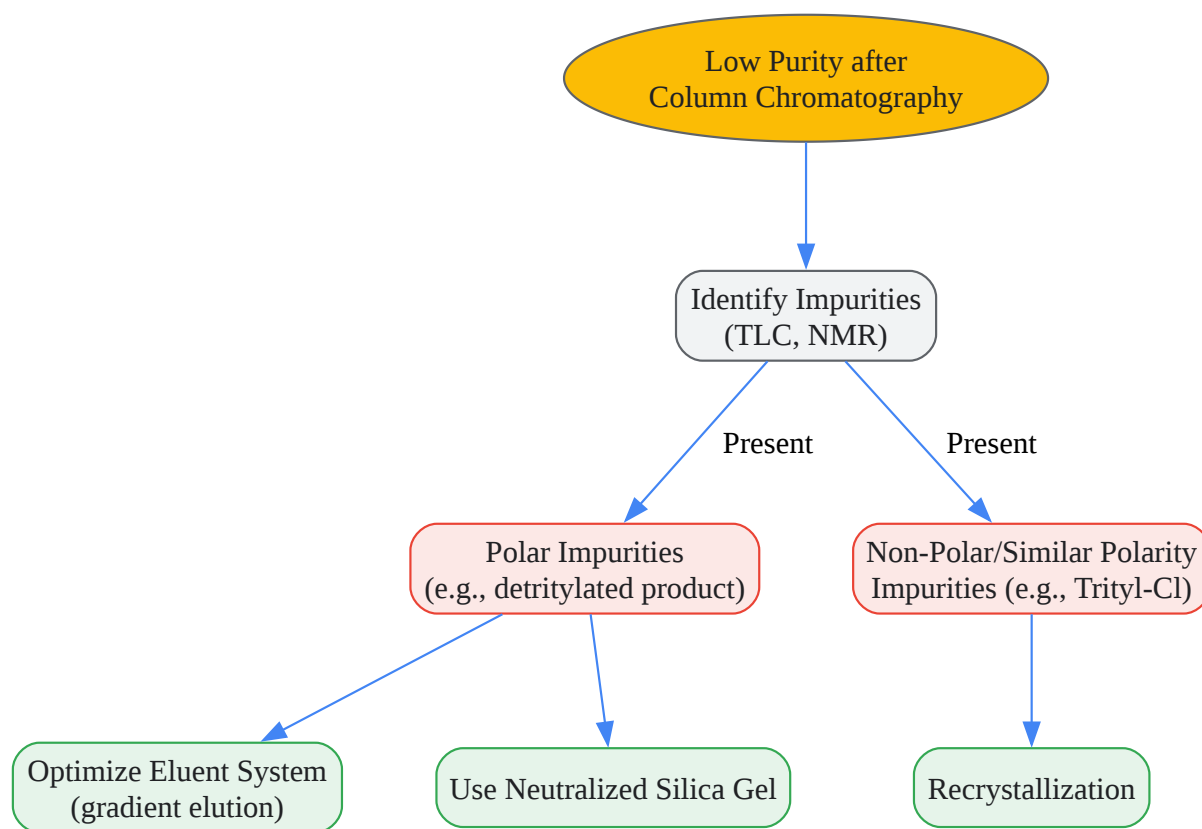 Low Purity after
Column Chromatography
Identify Impurities
(TLC, NMR)
Present
Present
Polar Impurities
(e.g., detritylated product)
Non-Polar/Similar Polarity
Impurities (e.g., Trityl-Cl)
Optimize Eluent System
(gradient elution)
Use Neutralized Silica Gel
Recrystallization